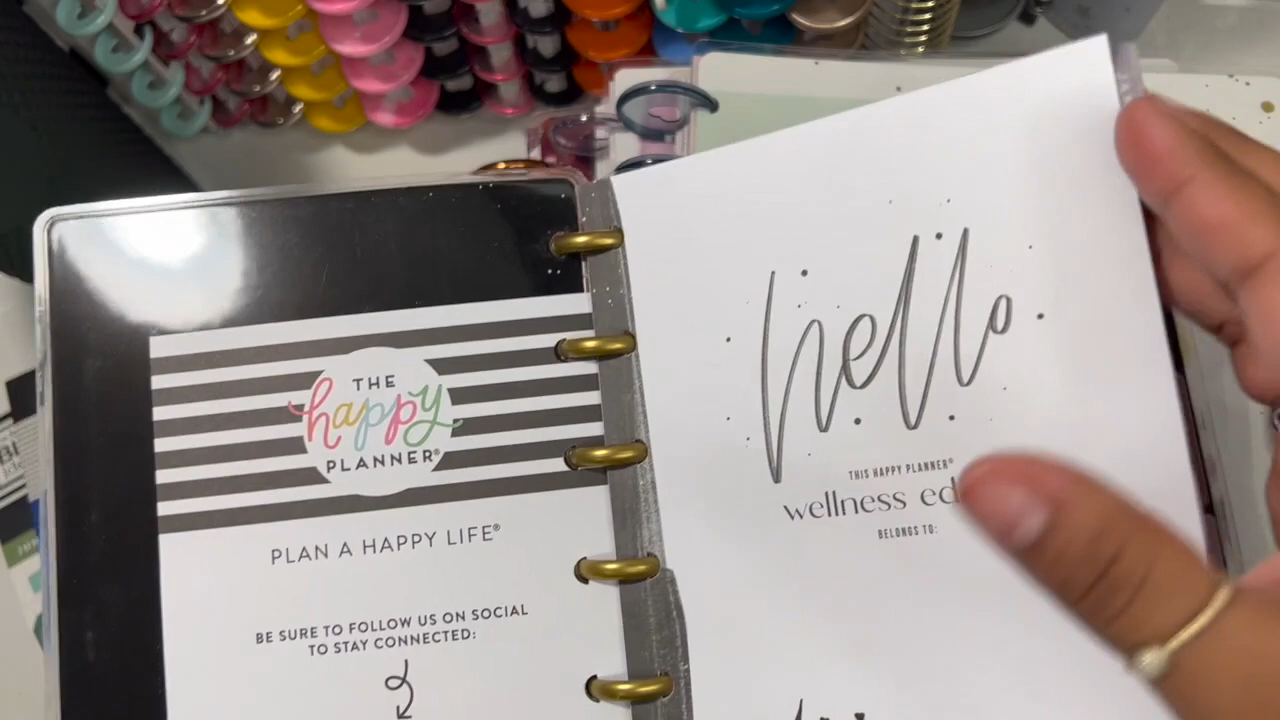 THE
happy
PLANNER®
PLAN A HAPPY LIFE®
BE SURE TO FOLLOW US ON SOCIAL
TO STAY CONNECTED:
hello
THIS HAPPY PLANNER®
wellness ed
BELONGS TO: